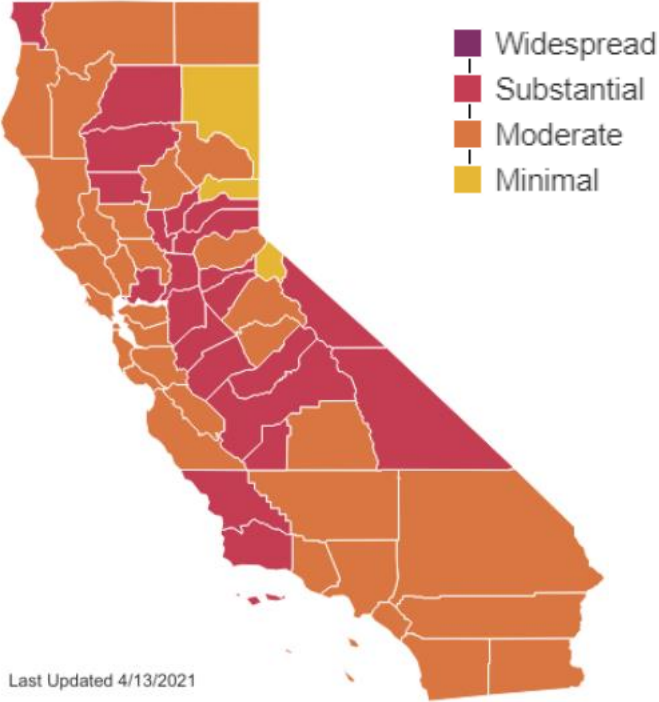 Widespread
Substantial
Moderate
Minimal
Last Updated 4/13/2021